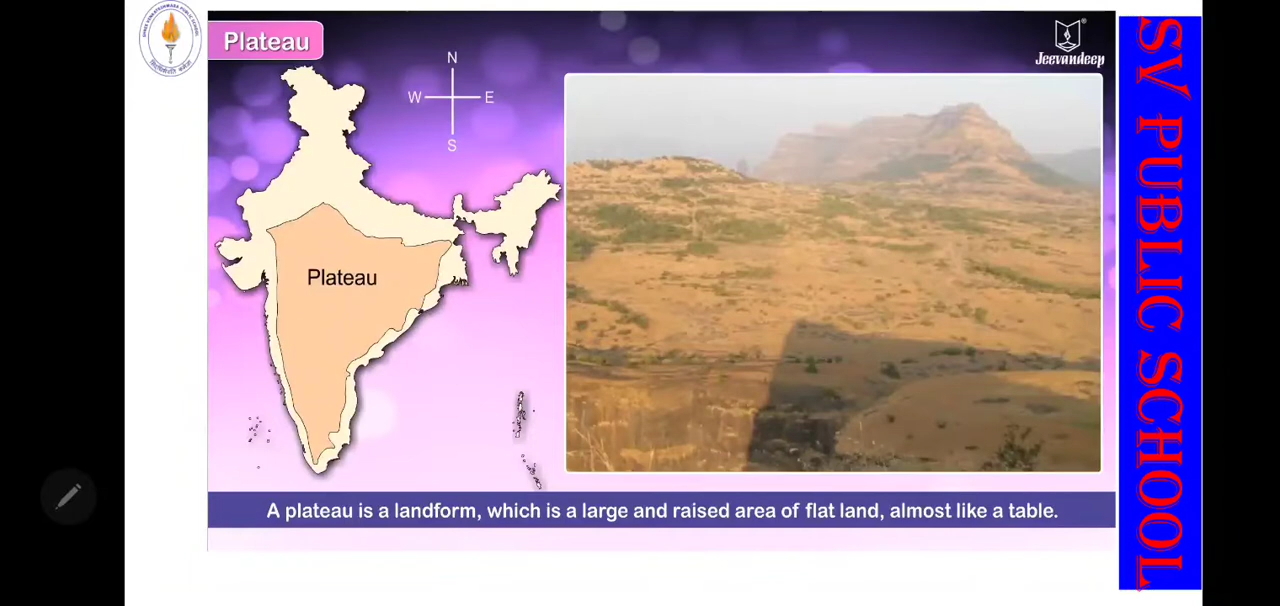 Plateau
Jeevandeep
N
W
E
S
Plateau
A plateau is a landform, which is a large and raised area of flat land, almost like a table.
SV PUBLIC SCHOOL